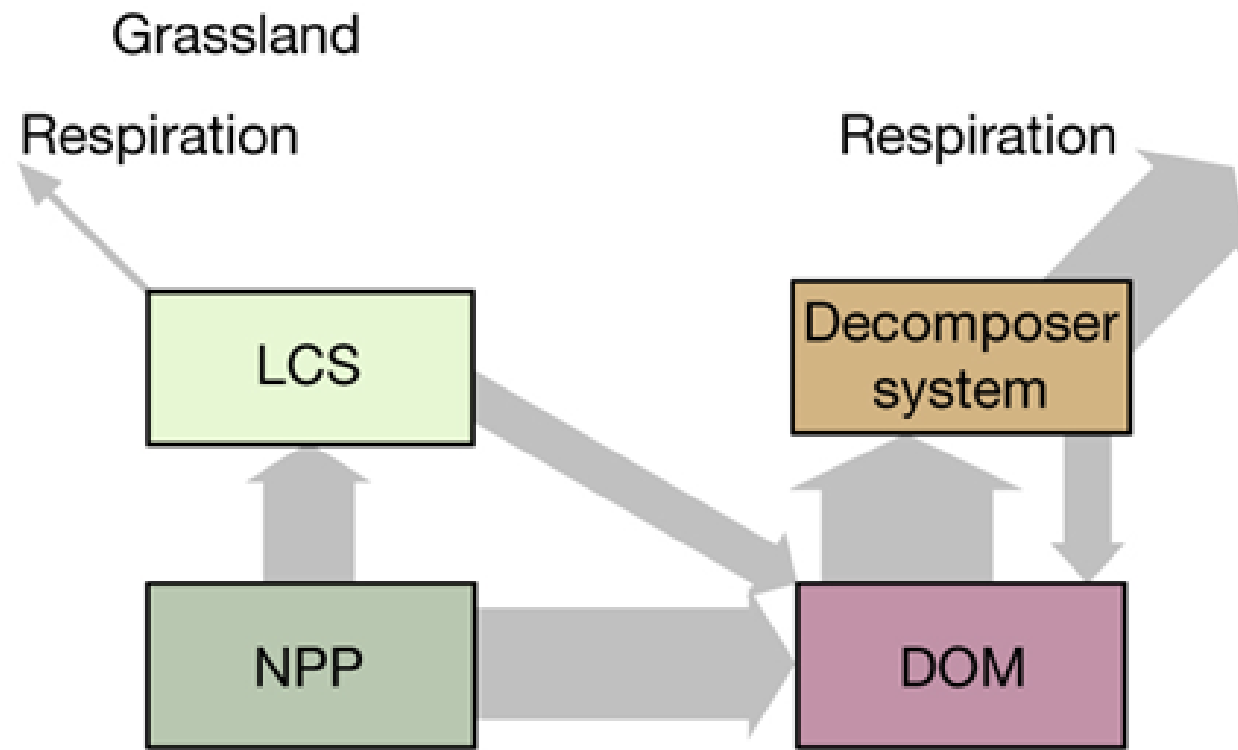 Grassland
Respiration
Respiration
LCS
Decomposer
system
NPP
DOM